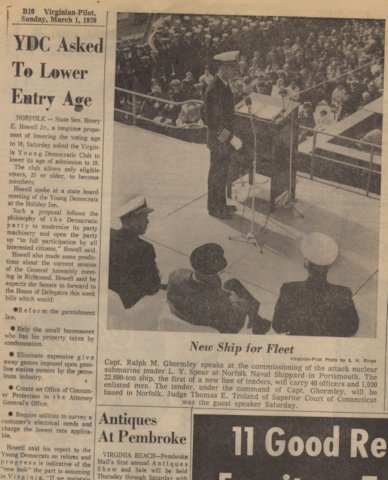 B10 Virginian-Pilot,
Sunday, March 1, 1970
YDC Asked
To Lower
Entry Age
NORFOLK — State Sen. Henry
E. Howell Jr., a longtime propo-
nent of lowering the voting age
to 18, Saturday asked the Virgin-
ia Young Democratic Club to
lower its age of admission to 18.
The club allows only eligible
voters, 21 or older, to become
members.
Howell spoke at a state board
meeting of the Young Democrats
at the Holiday Inn.
Such a proposal follows the
philosophy of the Democratic
party to modernize its party
machinery and open the party
up "to full participation by all
interested citizens," Howell said.
Howell also made some predic-
tions about the current session
of the General Assembly meet-
ing in Richmond. Howell said he
expects the Senate to forward to
the House of Delegates this week
bills which would:
● Reform the garnishment
law.
● Help the small homeowner
who has his property taken by
condemnation.
● Eliminate expensive give
away games imposed upon gaso-
line station owners by the petro-
leum industry.
● Create an Office of Consum-
er Protection in the Attorney
General's Office.
● Require utilities to survey a
customer's electrical needs and
charge the lowest rate applica-
ble.
Howell said his report to the
Young Democrats on reforms and
progress is indicative of the
"new look" the part is assuming
in Virginia. "If we maintain
Virginian-Pilot Photo by
New Ship for Fleet
Capt. Ralph M. Ghormley speaks at the commissioning of the attack nuclear
submarine tender L. Y. Spear at Norfolk Naval Shipyard in Portsmouth. The
22,600-ton ship, the first of a new line of tenders, will carry 40 officers and 1,030
enlisted men. The tender, under the command of Capt. Ghormley, will be
based in Norfolk. Judge Thomas E. Troland of Superior Court of Connecticut
was the guest speaker Saturday.
Antiques
At Pembroke
VIRGINIA BEACH—Pembroke
Mall's first annual Antiques
Show and Sale will be held
Thursday through Saturday with
11 Good Re